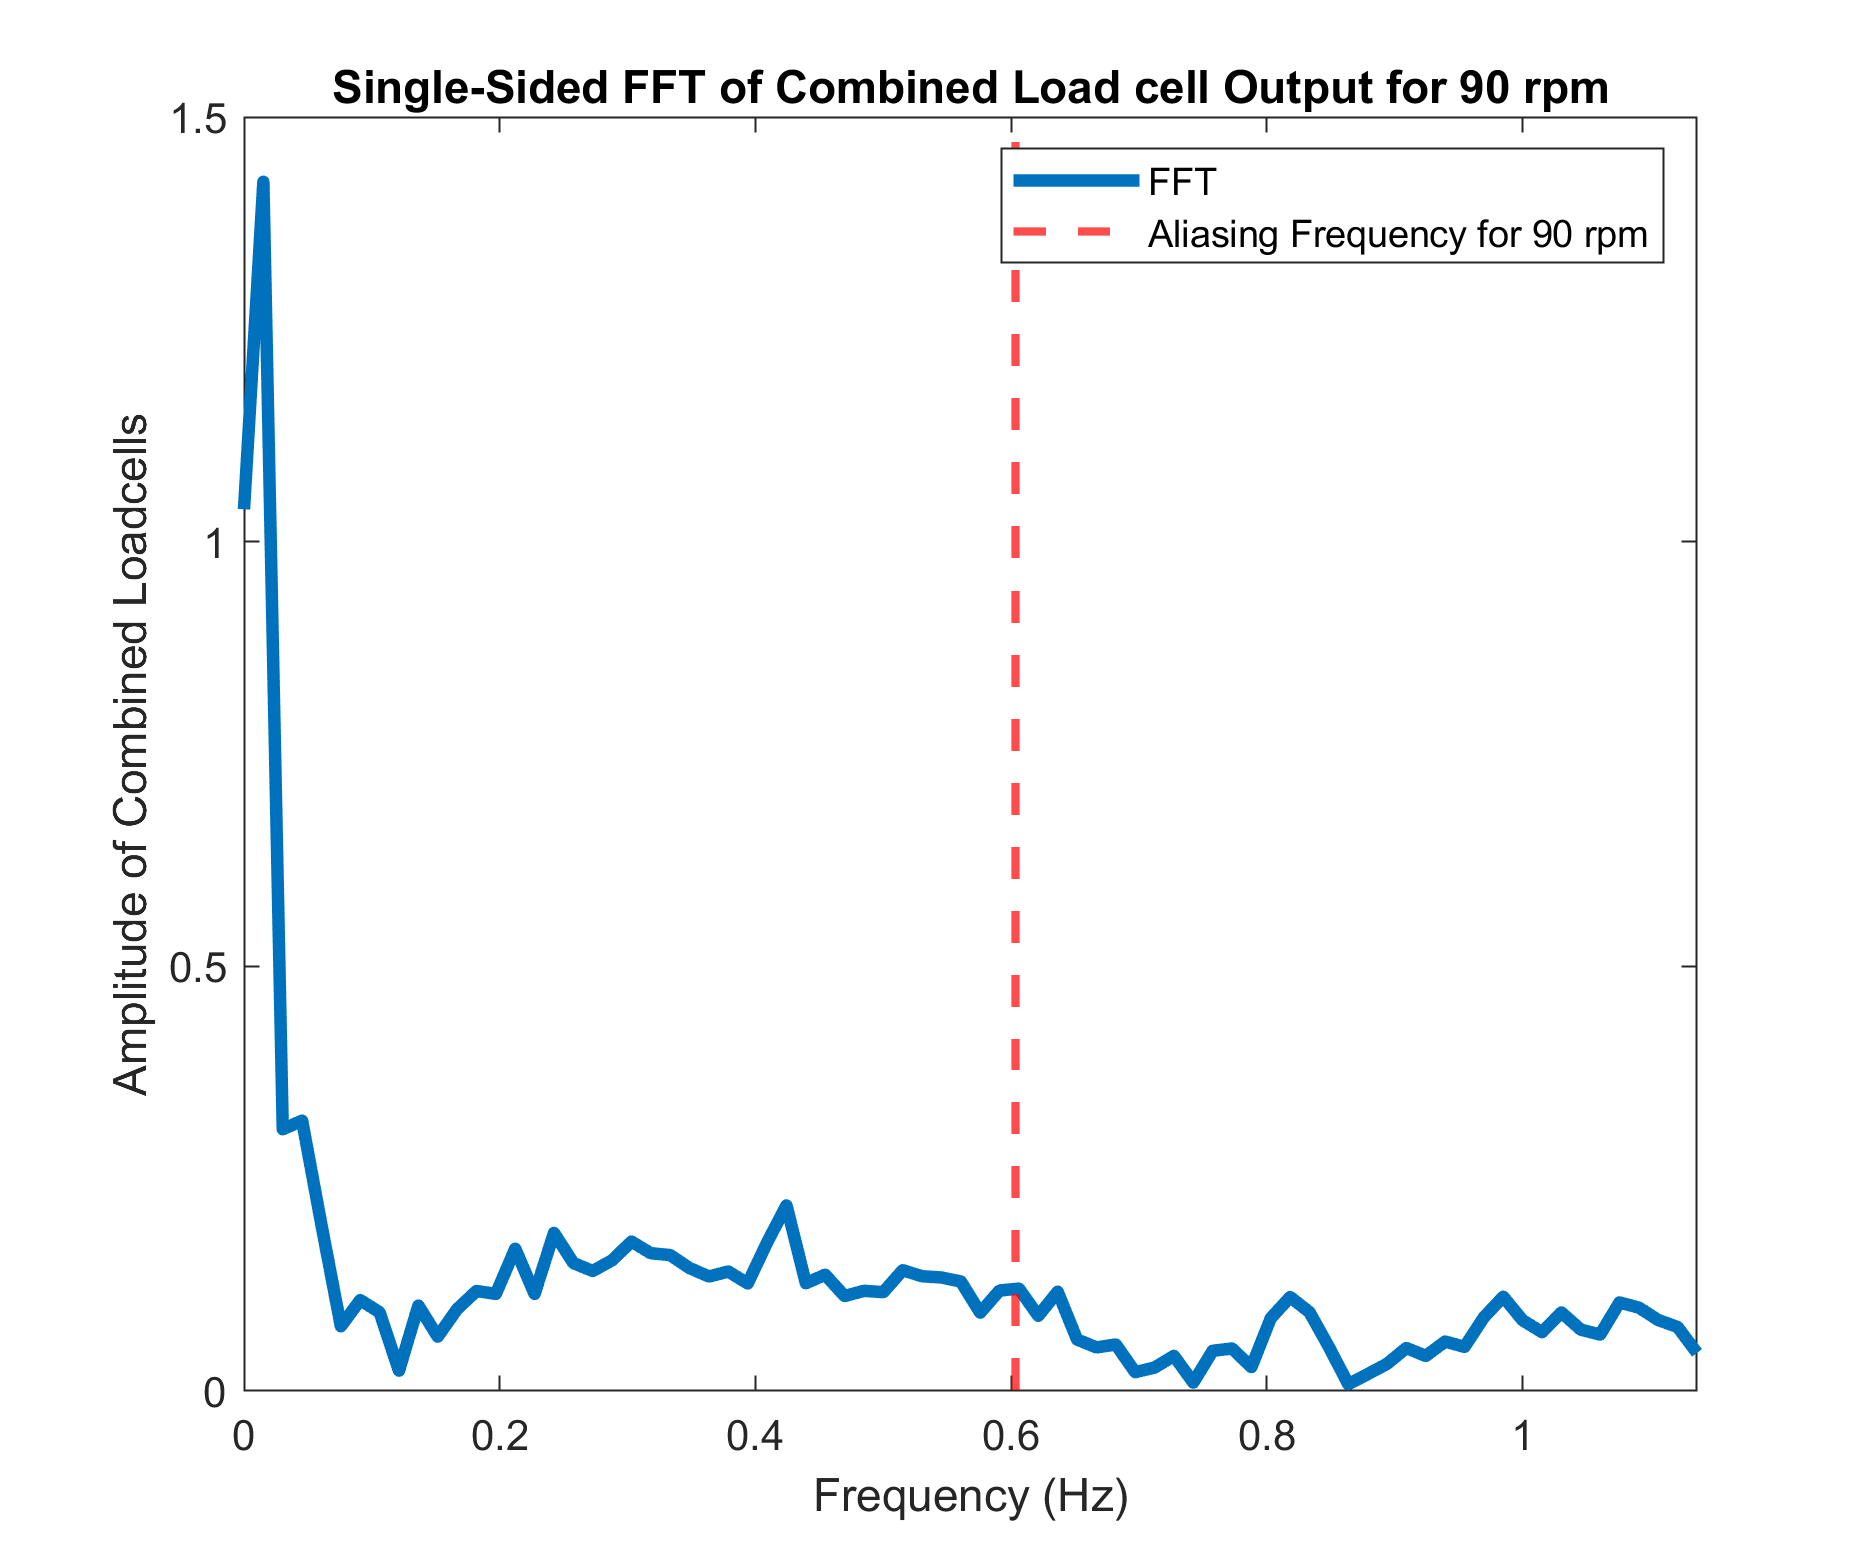 Single-Sided FFT of Combined Load cell Output for 90 rpm
1.5
FFT
Aliasing Frequency for 90 rpm
Amplitude of Combined Loadcells
1
0.5
0
0
0.2
0.4
0.6
0.8
1
Frequency (Hz)